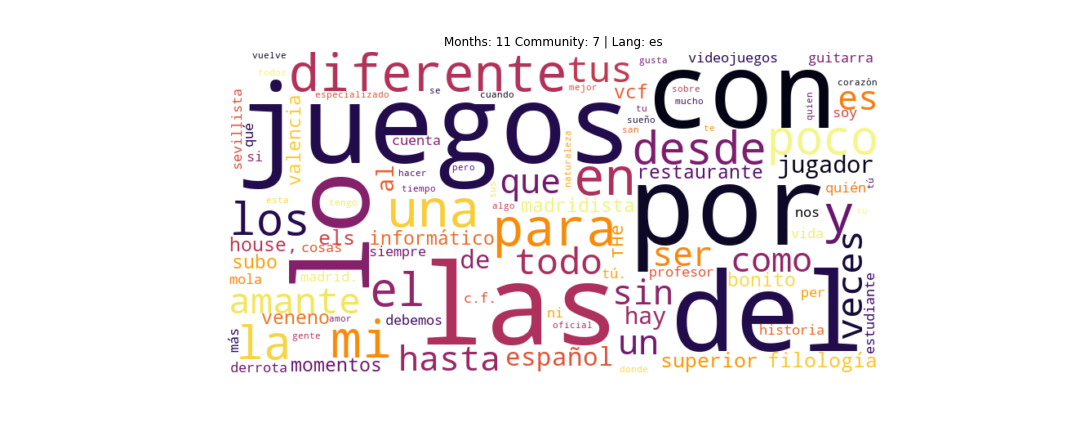 Months: 11 Community: 7 | Lang: es
vuelve
todos
diferente
especializado
se
cuando
tus
mejor
gusta
vcf
tu
sueño
con
sobre
mucho
videojuegos
guitarra
corazón
quien
es
soy
te
san
poco
juegos
sevillista
qué
si
valencia
cuenta
pero
hacer
tiempo
al
lo
los
tengo
esta
una
que
en
sus
algo
naturaleza
desde
restaurante
jugador
quién
tú
nos
vida
y
su
por
madridista
para
THe
tú.
els
informático
siempre
house,
cosas
subo
mola
madrid.
el
de
todo
ser
profesor
como
bonito
per
veces
estudiante
amante
veneno
amor
gente
debemos
las
c.f.
ni
oficial
sin
hay
un
del
historia
la
más
derrota
momentos
mi
hasta
español
donde
superior
filología